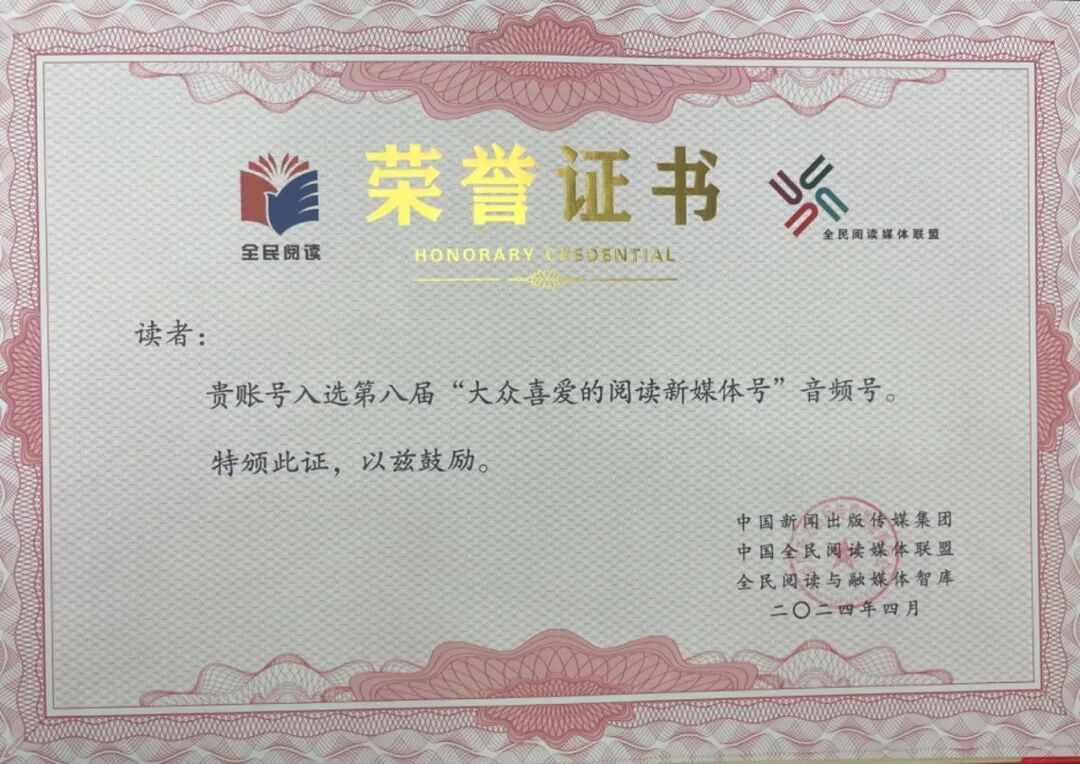 荣誉证书
全民阅读
全民阅读媒体联盟
HONORARY CREDENTIAL
读者：
贵账号入选第八届“大众喜爱的阅读新媒体号”音频号。
特颁此证，以兹鼓励。
中国新闻出版传媒集团
中国全民阅读媒体联盟
全民阅读与融媒体智库
二〇二四年四月